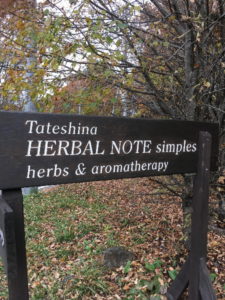 Tateshina
HERBAL NOTE simples
herbs & aromatherapy